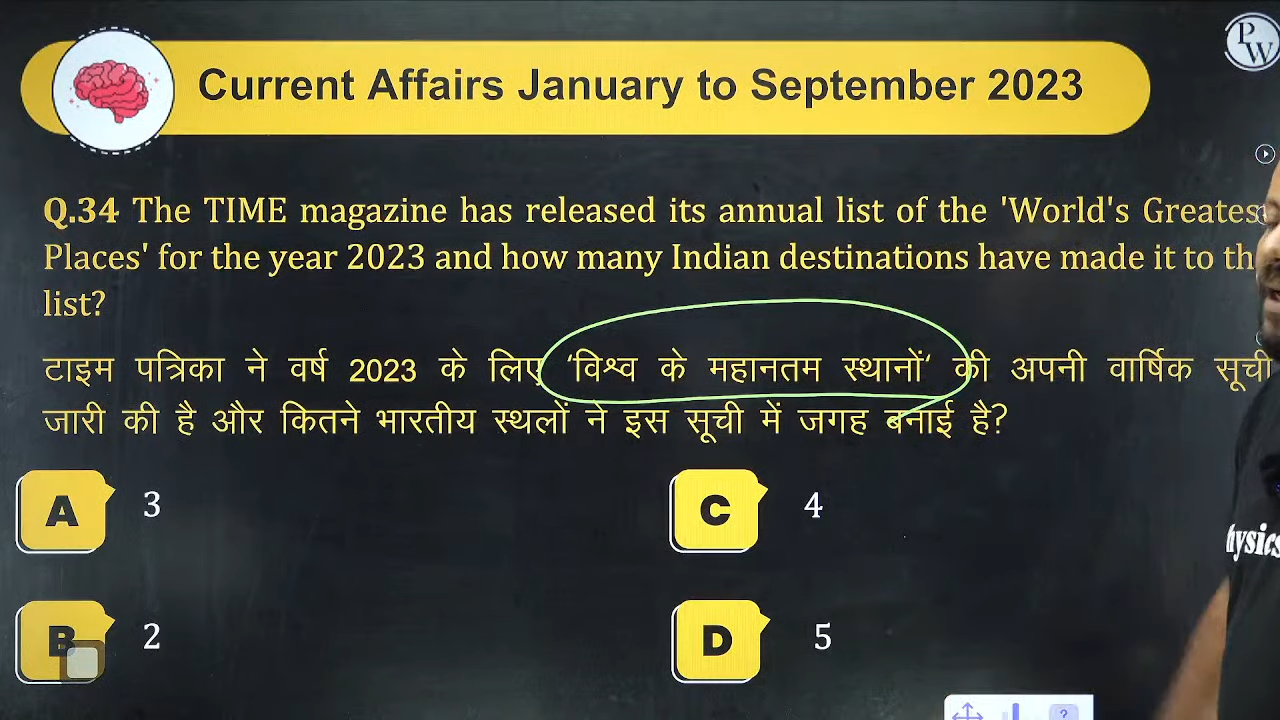 PW
Current Affairs January to September 2023
Q.34 The TIME magazine has released its annual list of the 'World's Greates
Places' for the year 2023 and how many Indian destinations have made it to th
list?
टाइम पत्रिका ने वर्ष 2023 के लिए ‘विश्व के महानतम स्थानों‘ की अपनी वार्षिक सूची
जारी की है और कितने भारतीय स्थलों ने इस सूची में जगह बनाई है?
A 3
C 4
hysics
B 2
D 5
?